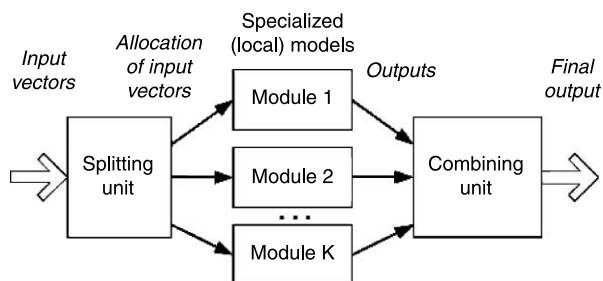 Input
vectors
Allocation
of input
vectors
Specialized
(local) models
Outputs
Final
output
Splitting
unit
Module 1
Module 2
...
Module K
Combining
unit